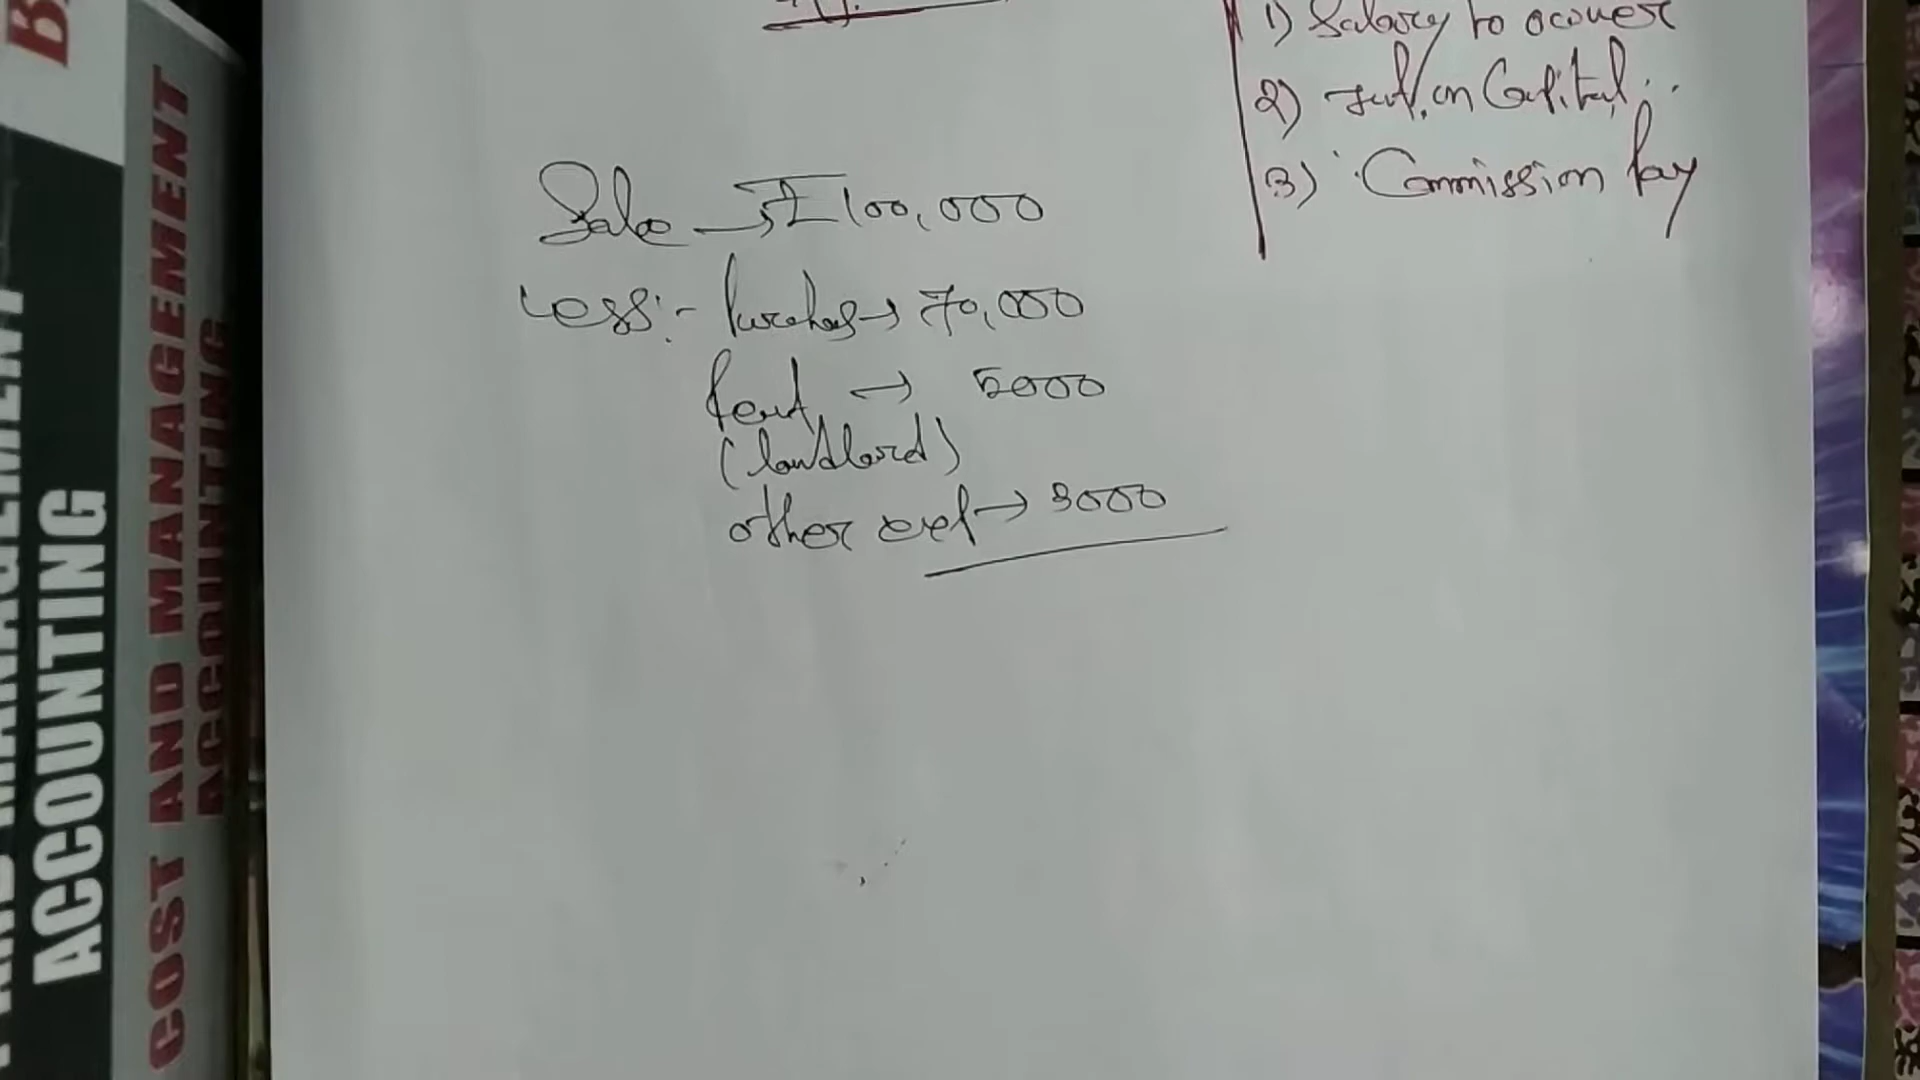 1) Salary to owner
2) Int. on Capital
3) Commission pay
Sale → ₹ 100,000
Less:- Purchas → 70,000
Rent → 5000
(landlord)
other exp → 3000
ACCOUNTING
COST AND MANAGEMENT
ACCOUNTING